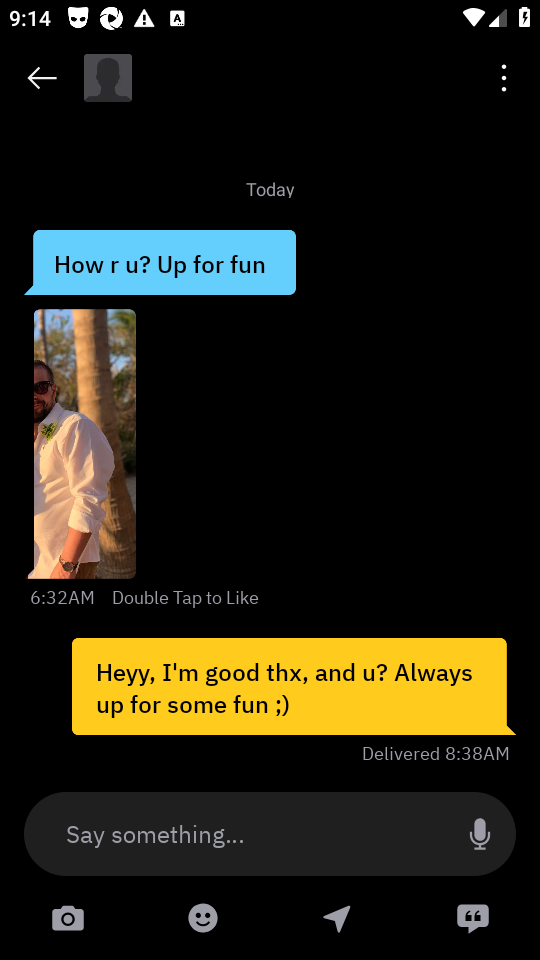 9:14
Today
How r u? Up for fun
6:32AM Double Tap to Like
Heyy, I'm good thx, and u? Always
up for some fun ;)
Delivered 8:38AM
Say something...